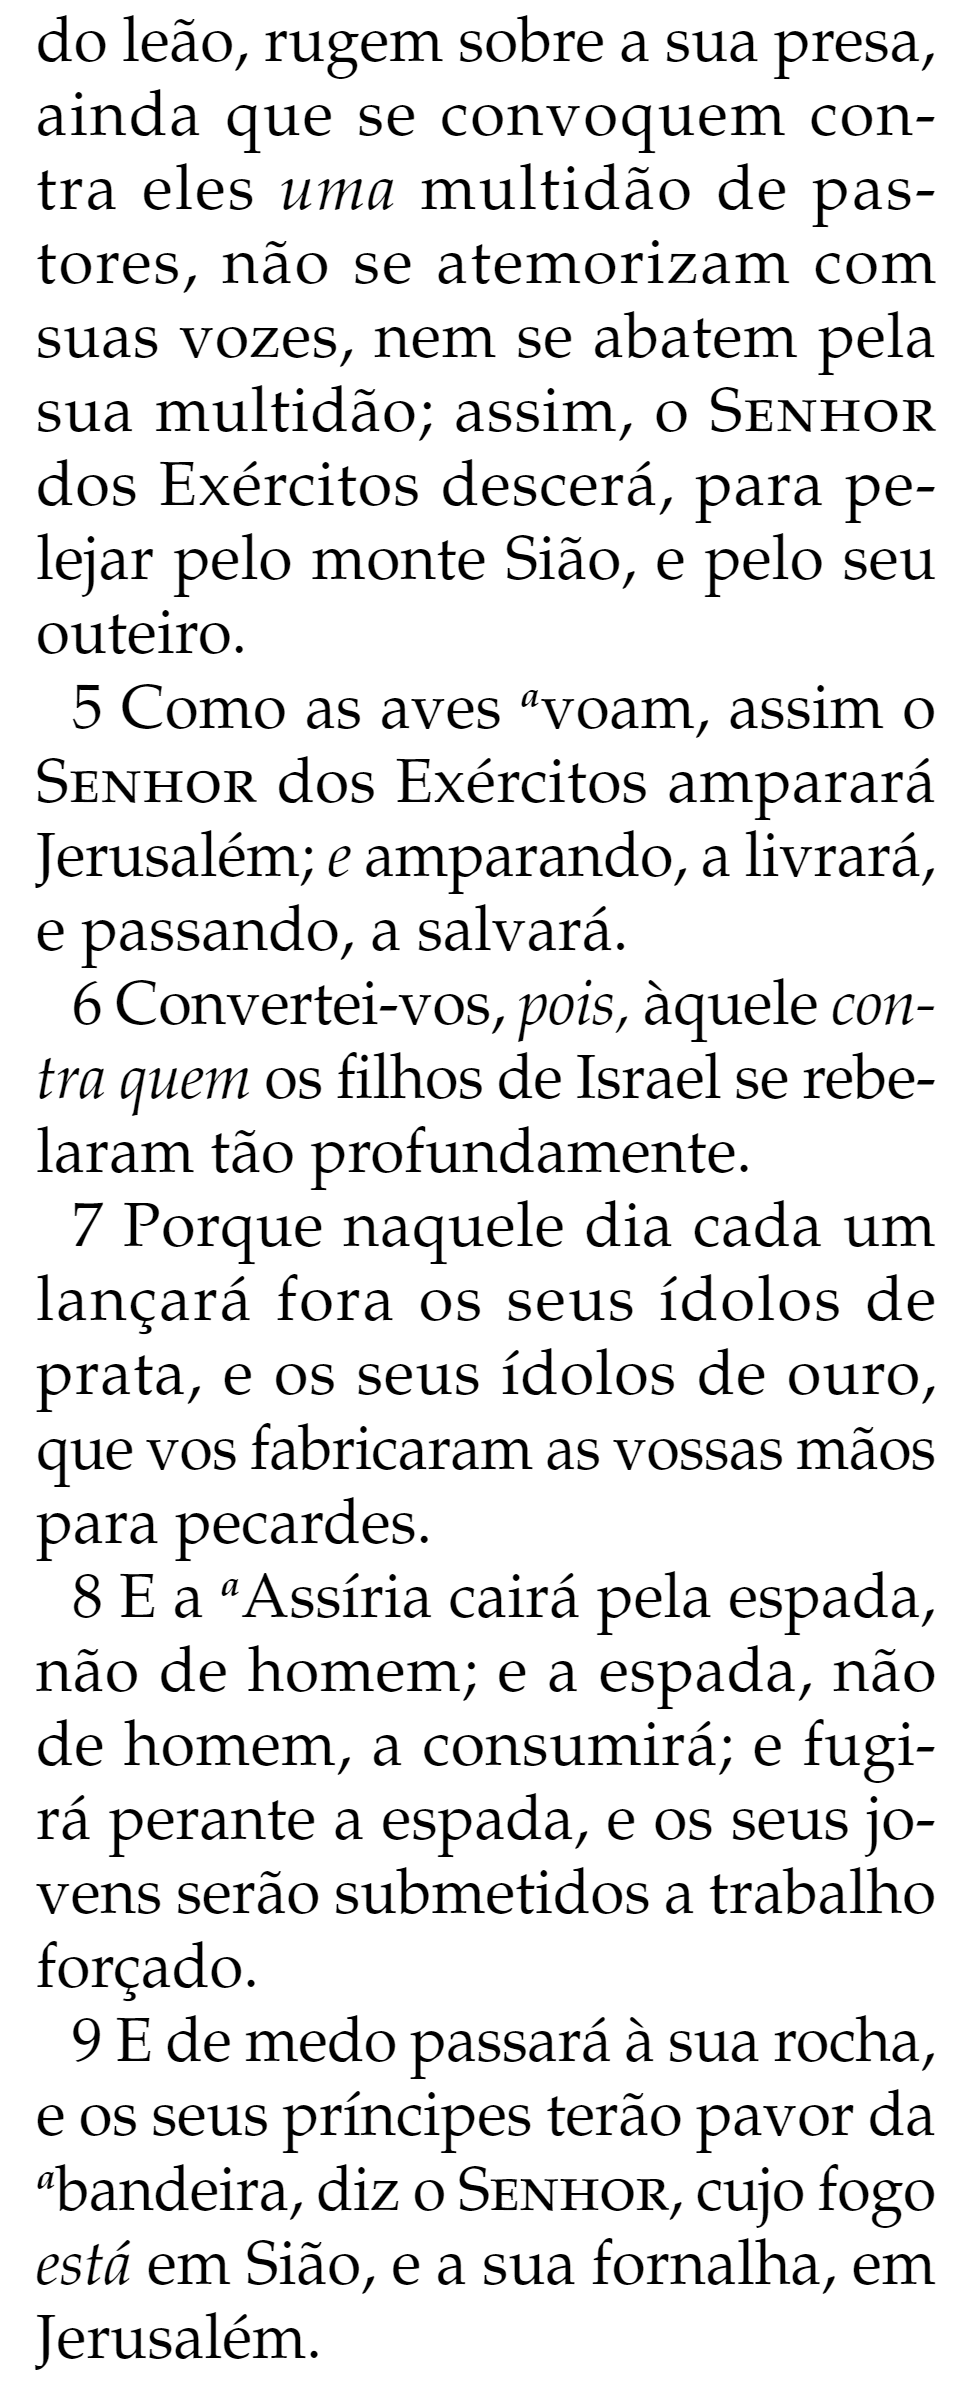 do leão, rugem sobre a sua presa,
ainda que se convoquem con-
tra eles uma multidão de pas-
tores, não se atemorizam com
suas vozes, nem se abatem pela
sua multidão; assim, o SENHOR
dos Exércitos descerá, para pe-
lejar pelo monte Sião, e pelo seu
outeiro.
5 Como as aves ᵃvoam, assim o
SENHOR dos Exércitos amparará
Jerusalém; e amparando, a livrará,
e passando, a salvará.
6 Convertei-vos, pois, àquele con-
tra quem os filhos de Israel se rebe-
laram tão profundamente.
7 Porque naquele dia cada um
lançará fora os seus ídolos de
prata, e os seus ídolos de ouro,
que vos fabricaram as vossas mãos
para pecardes.
8 E a ᵃAssíria cairá pela espada,
não de homem; e a espada, não
de homem, a consumirá; e fugi-
rá perante a espada, e os seus jo-
vens serão submetidos a trabalho
forçado.
9 E de medo passará à sua rocha,
e os seus príncipes terão pavor da
ᵃbandeira, diz o SENHOR, cujo fogo
está em Sião, e a sua fornalha, em
Jerusalém.